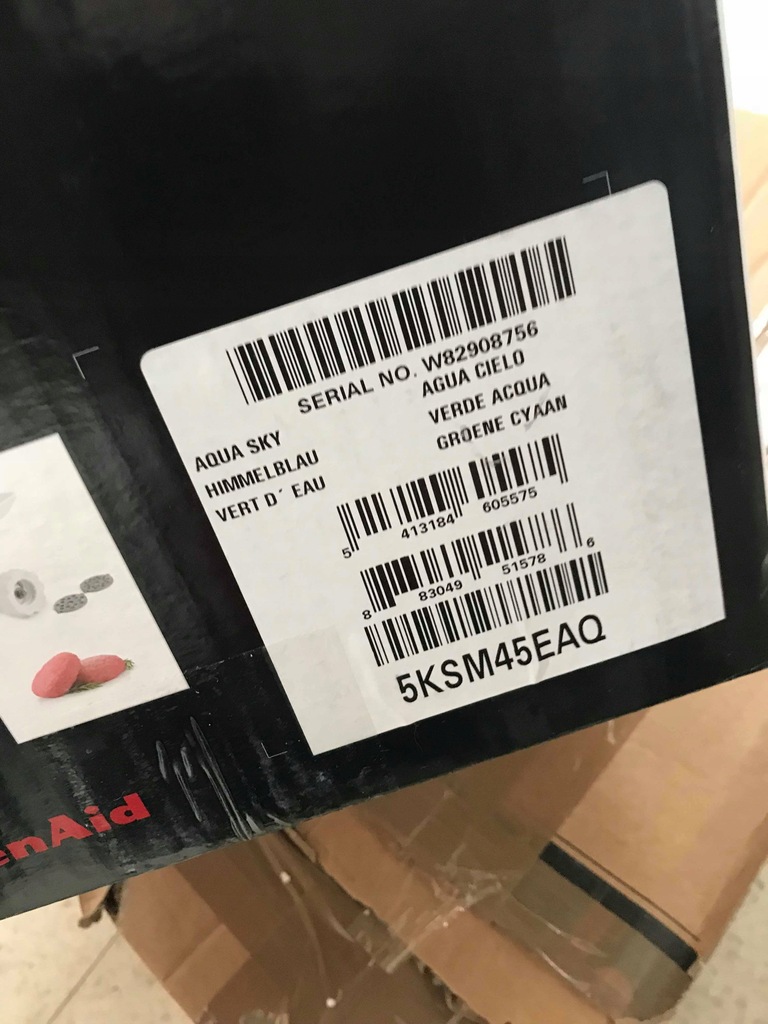 SERIAL NO. W82908756
AQUA SKY
HIMMELBLAU
VERT D´ EAU
AGUA CIELO
VERDE ACQUA
GROENE CYAAN
5 413184 605575
8 83049 51578 6
5KSM45EAQ
enAid